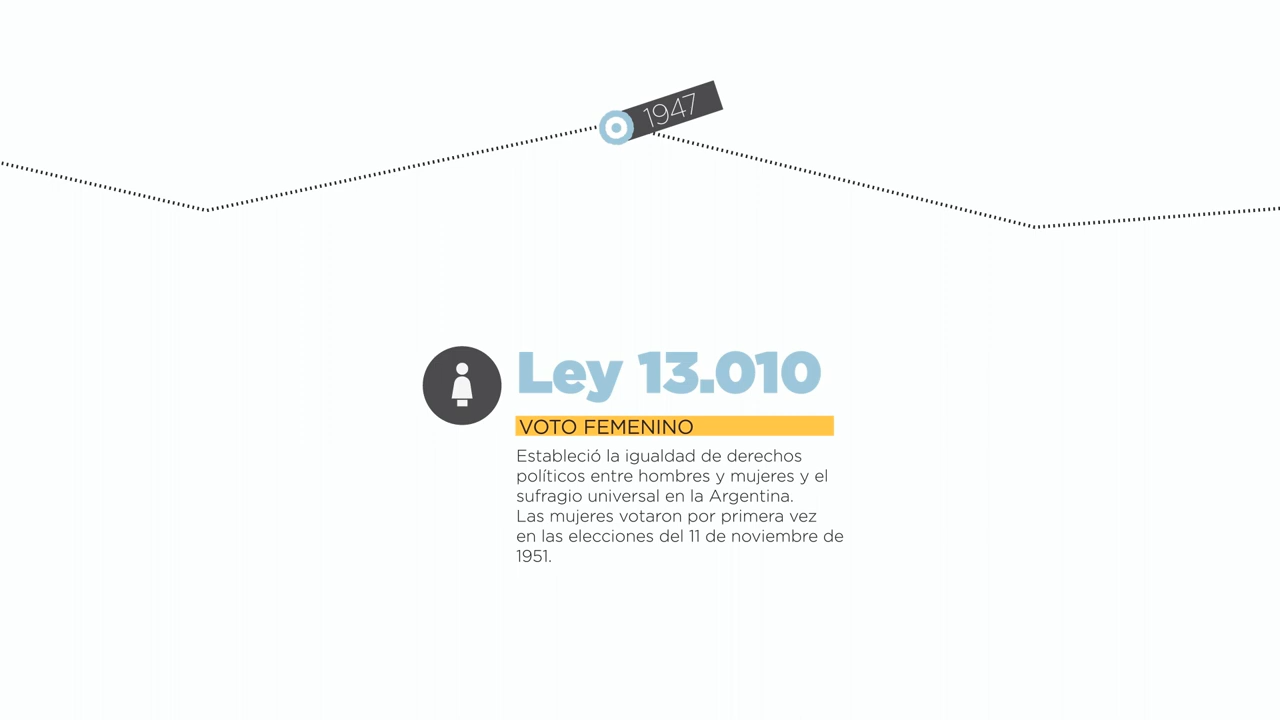 1947
Ley 13.010
VOTO FEMENINO
Estableció la igualdad de derechos
políticos entre hombres y mujeres y el
sufragio universal en la Argentina.
Las mujeres votaron por primera vez
en las elecciones del 11 de noviembre de
1951.